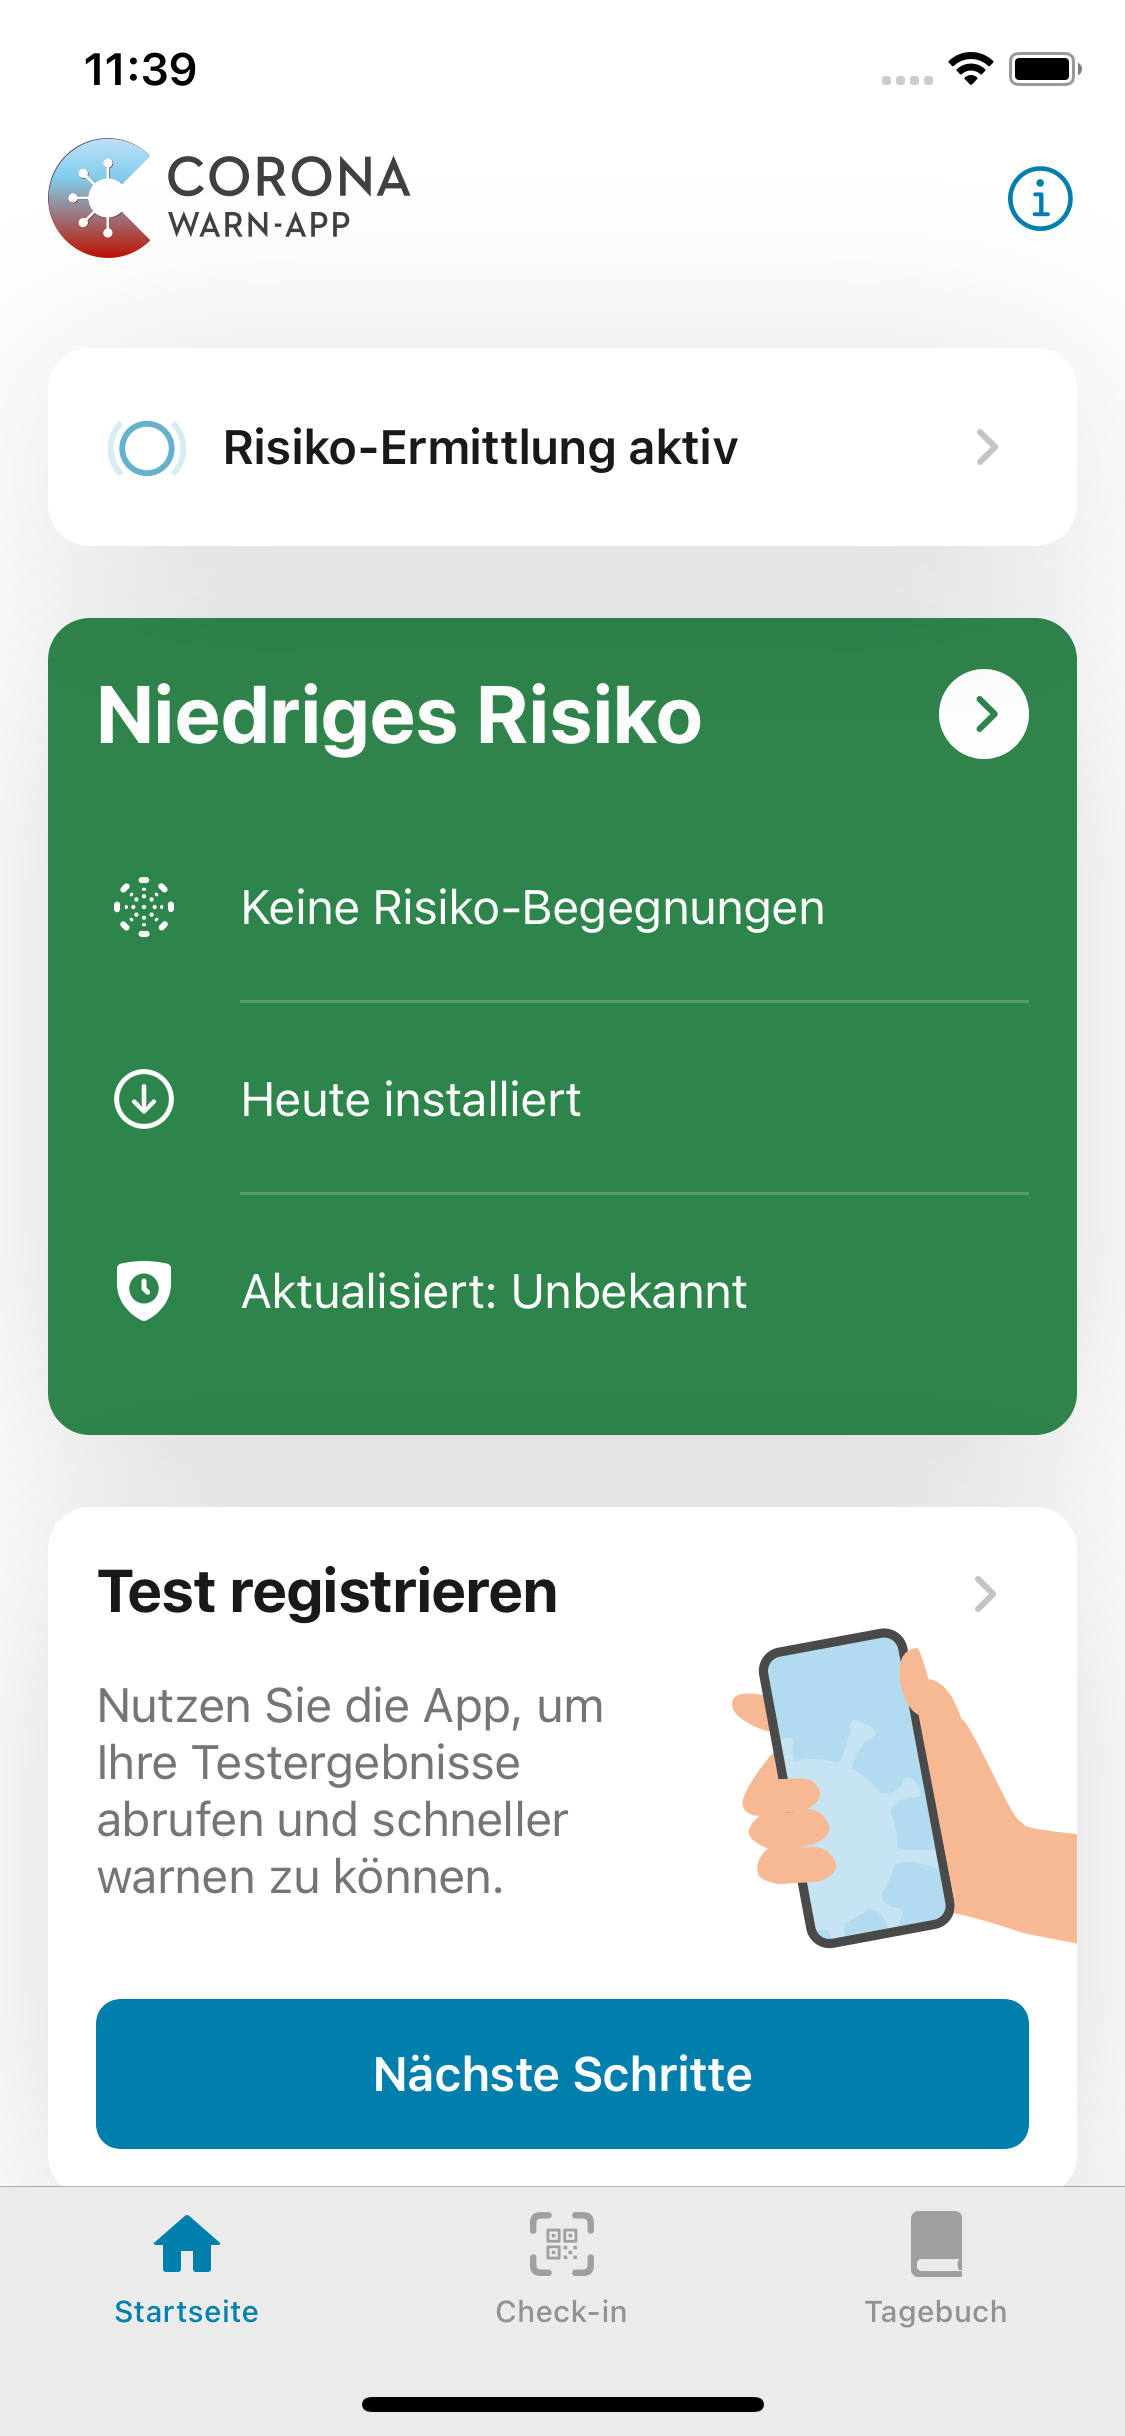 11:39
CORONA
WARN-APP
Risiko-Ermittlung aktiv
Niedriges Risiko
Keine Risiko-Begegnungen
Heute installiert
Aktualisiert: Unbekannt
Test registrieren
Nutzen Sie die App, um
Ihre Testergebnisse
abrufen und schneller
warnen zu können.
Nächste Schritte
Startseite
Check-in
Tagebuch